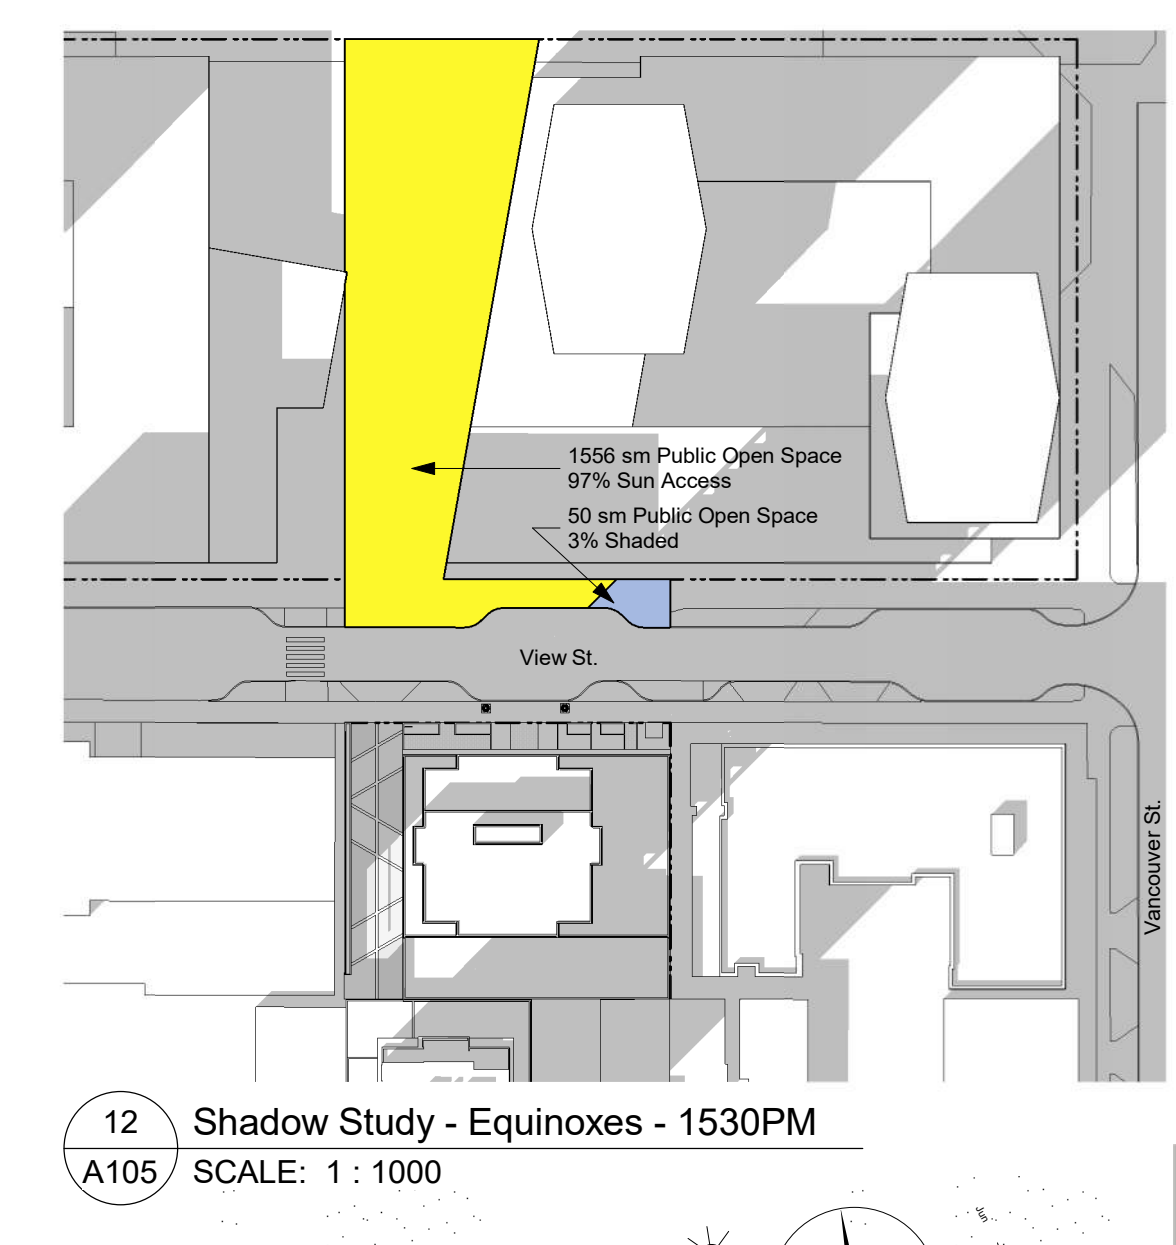 1556 sm Public Open Space
97% Sun Access
50 sm Public Open Space
3% Shaded
View St.
Vancouver St.
12
Shadow Study - Equinoxes - 1530PM
A105
SCALE: 1 : 1000
Jun